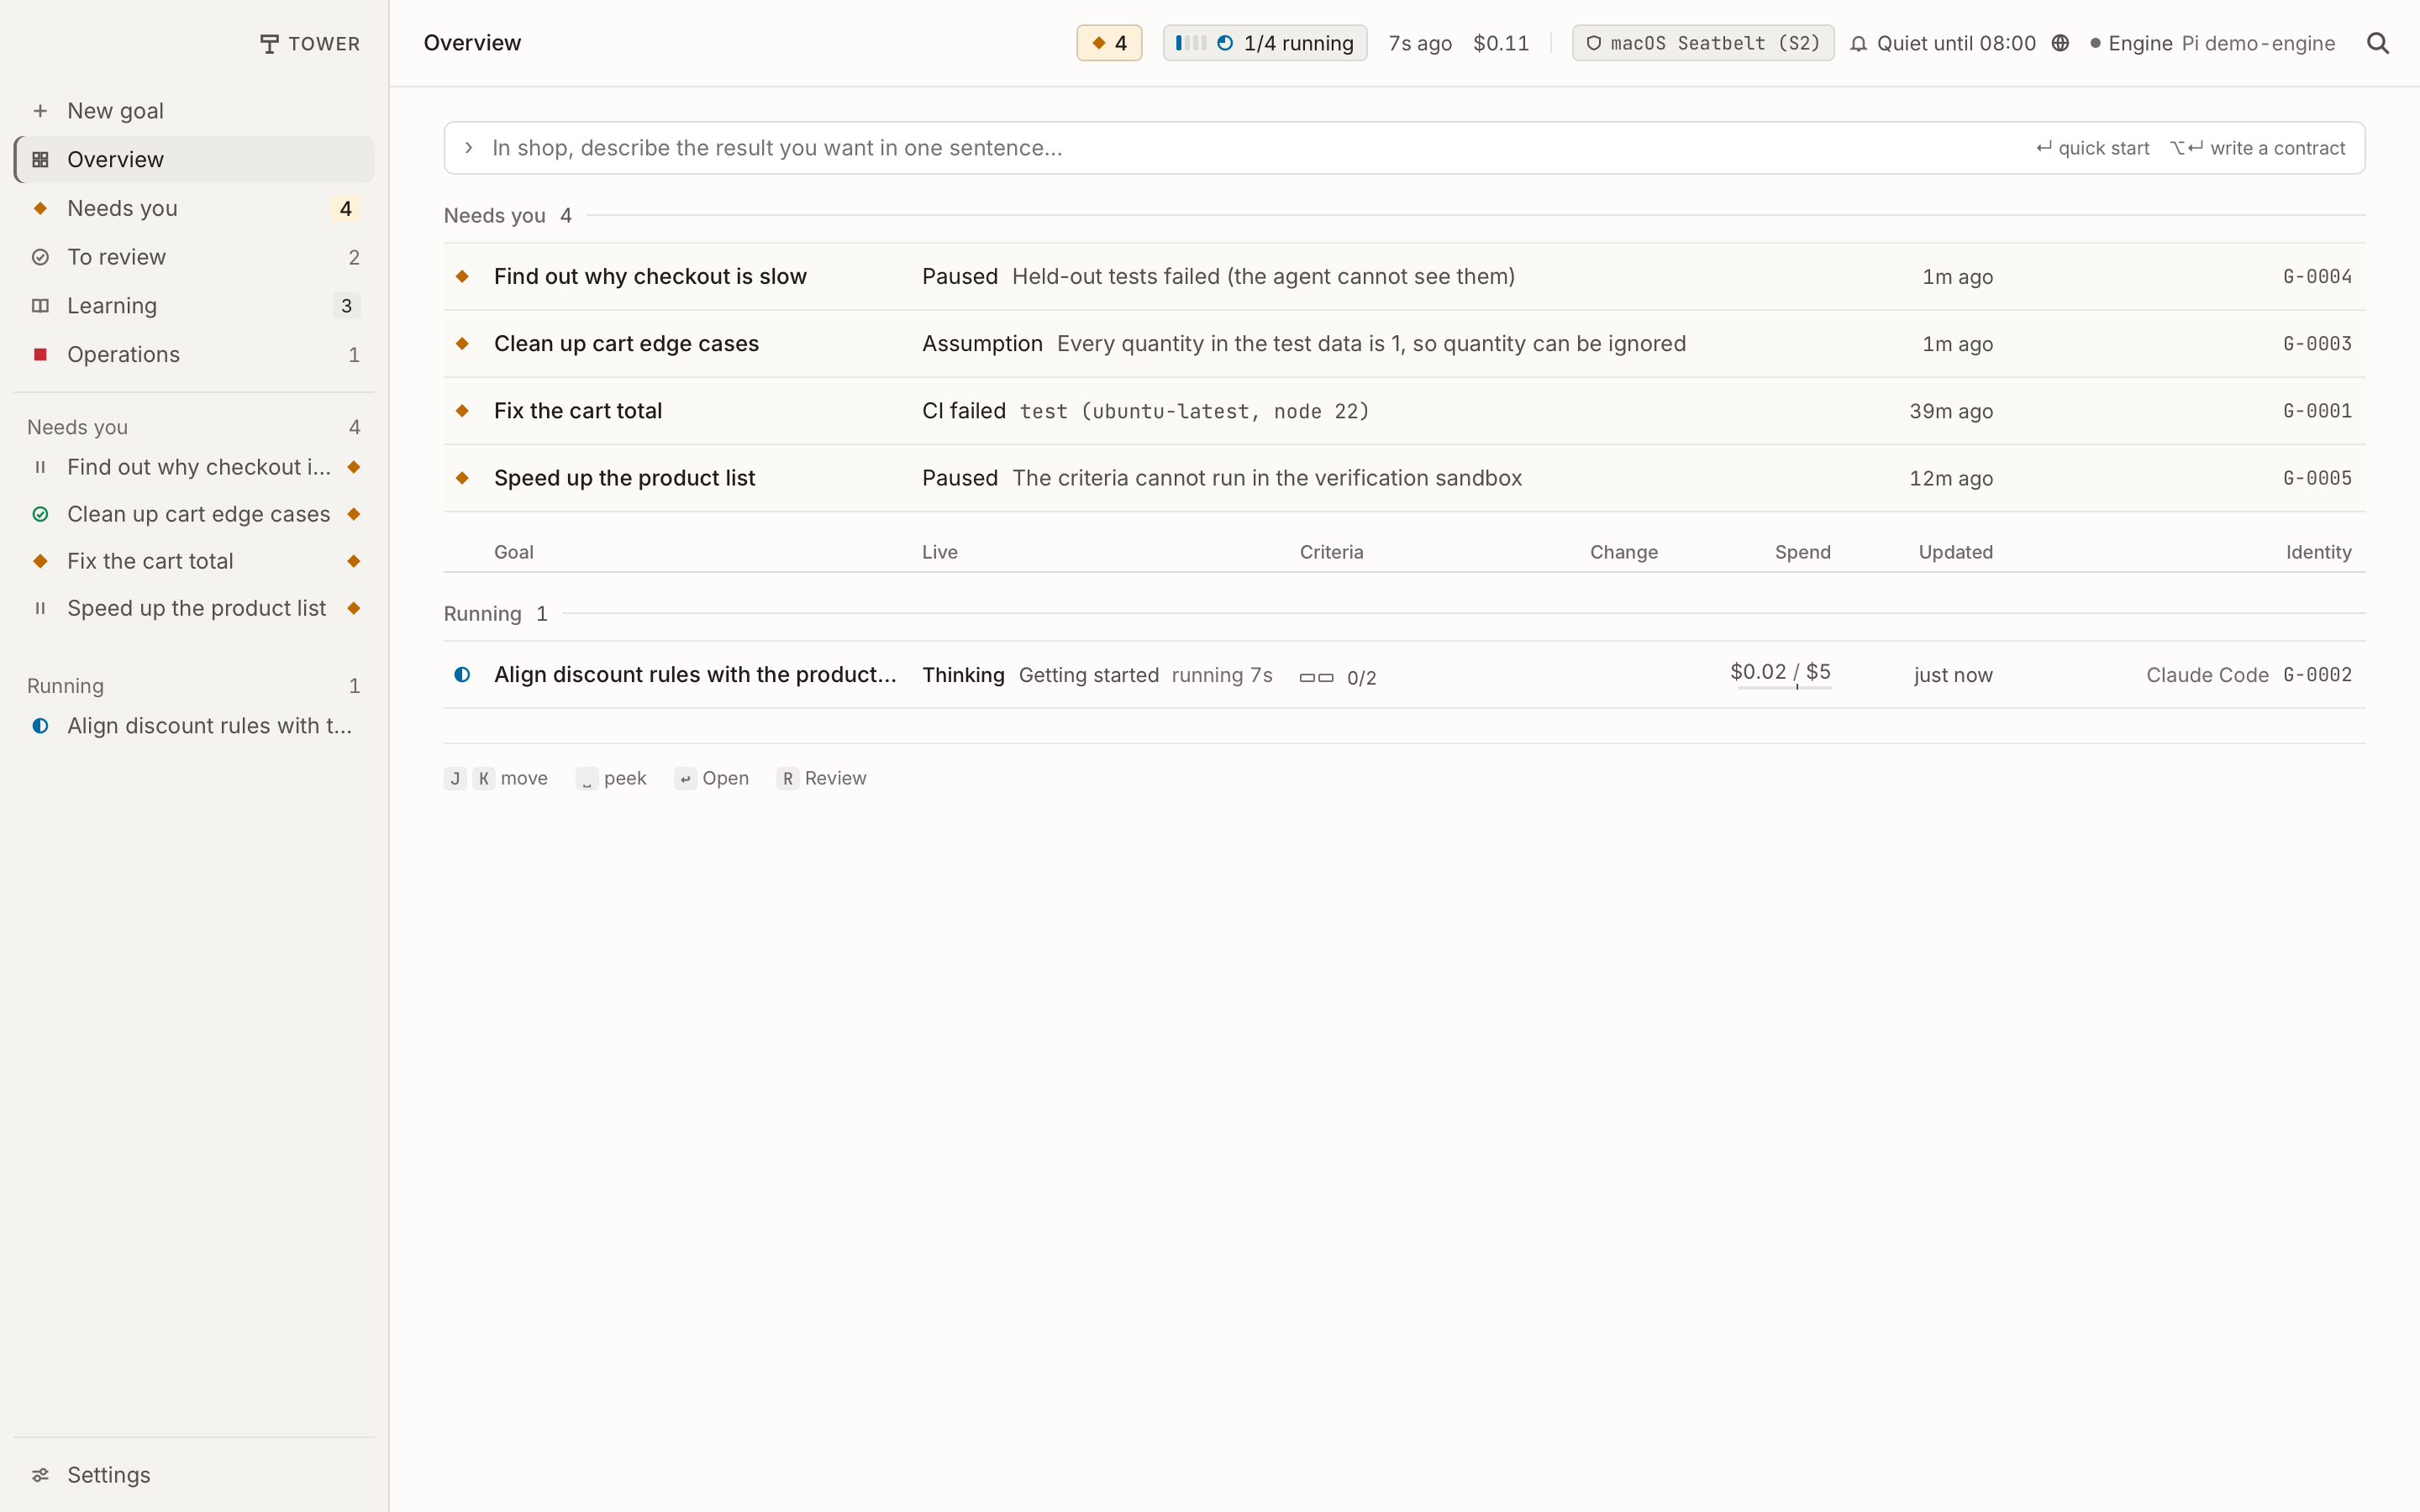 TOWER
New goal
Overview
Needs you 4
To review 2
Learning 3
Operations 1
Needs you 4
Find out why checkout i...
Clean up cart edge cases
Fix the cart total
Speed up the product list
Running 1
Align discount rules with t...
Settings
Overview 4 1/4 running 7s ago $0.11 macOS Seatbelt (S2) Quiet until 08:00 Engine Pi demo-engine
› In shop, describe the result you want in one sentence... ↵ quick start ⌥↵ write a contract
Needs you 4
Find out why checkout is slow Paused Held-out tests failed (the agent cannot see them) 1m ago G-0004
Clean up cart edge cases Assumption Every quantity in the test data is 1, so quantity can be ignored 1m ago G-0003
Fix the cart total CI failed test (ubuntu-latest, node 22) 39m ago G-0001
Speed up the product list Paused The criteria cannot run in the verification sandbox 12m ago G-0005
Goal Live Criteria Change Spend Updated Identity
Running 1
Align discount rules with the product... Thinking Getting started running 7s 0/2 $0.02 / $5 just now Claude Code G-0002
J K move ␣ peek ↩ Open R Review